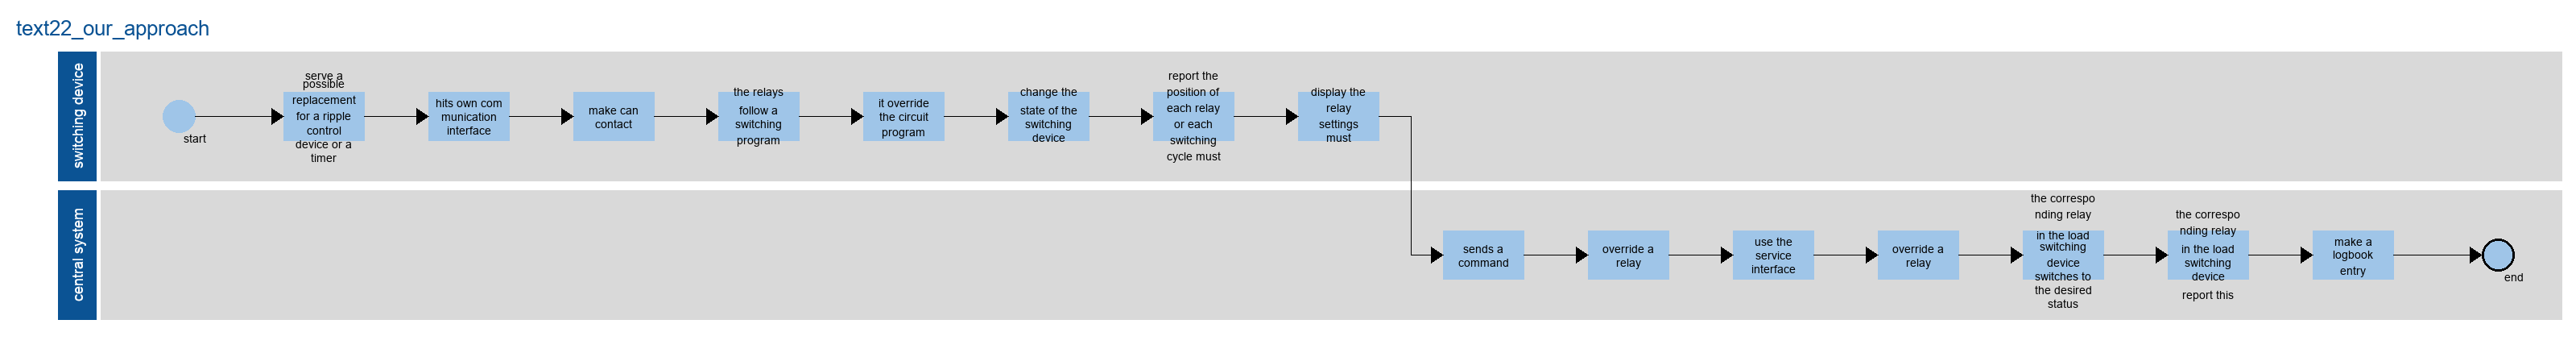 text22_our_approach
switching device
start
serve a
possible
replacement
for a ripple
control
device or a
timer
hits own com
munication
interface
make can
contact
the relays
follow a
switching
program
it override
the circuit
program
change the
state of the
switching
device
report the
position of
each relay
or each
switching
cycle must
display the
relay
settings
must
central system
sends a
command
override a
relay
use the
service
interface
override a
relay
the correspo
nding relay
in the load
switching
device
switches to
the desired
status
the correspo
nding relay
in the load
switching
device
report this
make a
logbook
entry
end